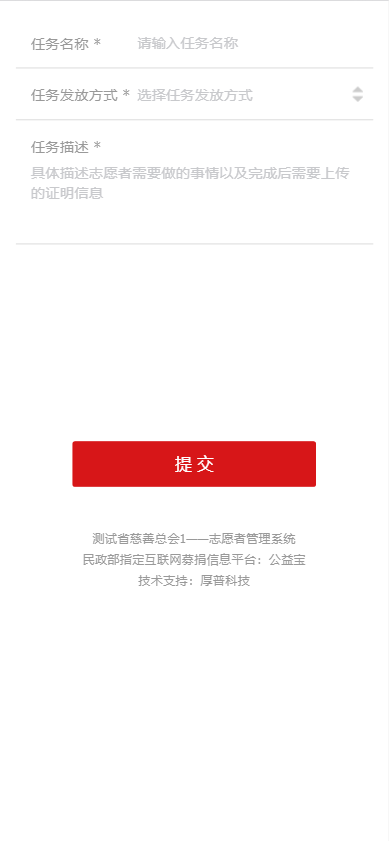 任务名称 * 请输入任务名称
任务发放方式 * 选择任务发放方式
任务描述 *
具体描述志愿者需要做的事情以及完成后需要上传
的证明信息
提 交
测试省慈善总会1——志愿者管理系统
民政部指定互联网募捐信息平台：公益宝
技术支持：厚普科技